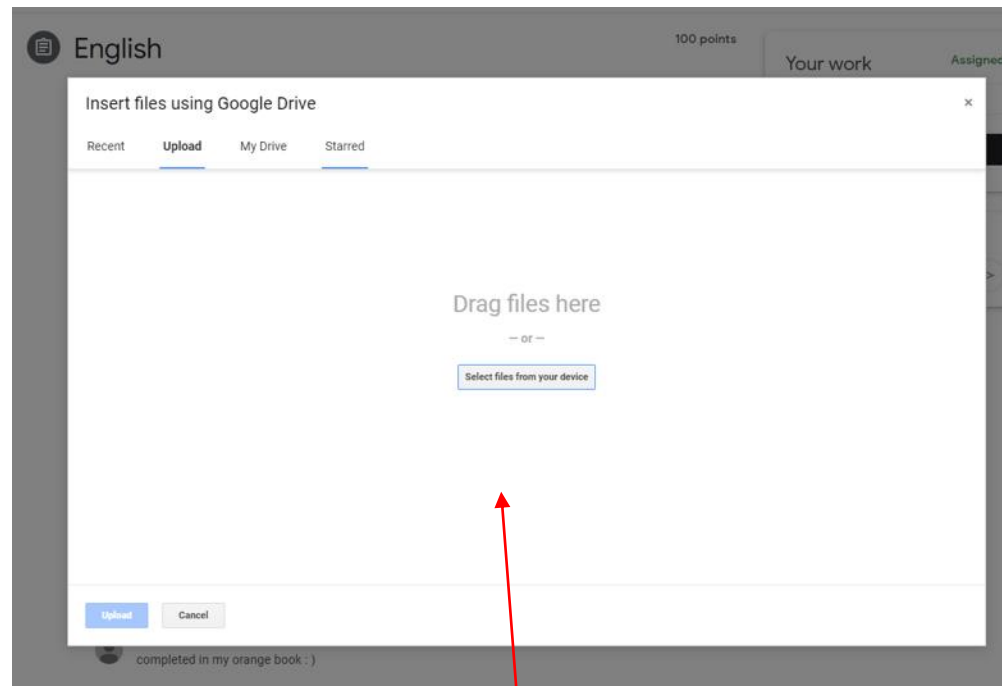 English
100 points
Your work
Assigned
Insert files using Google Drive
×
Recent Upload My Drive Starred
Drag files here
— or —
Select files from your device
Upload Cancel
completed in my orange book : )